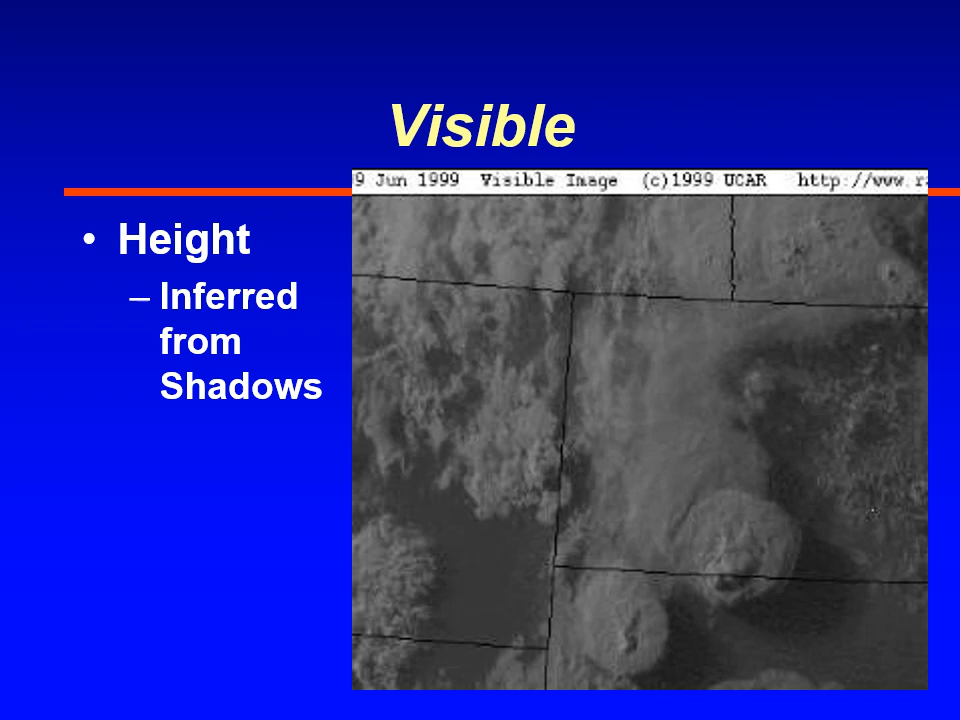 Visible
9 Jun 1999 Visible Image (c)1999 UCAR http://www.r
• Height
– Inferred
from
Shadows